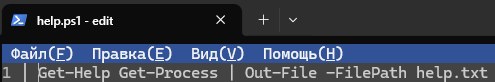 help.ps1 - edit
Файл(F) Правка(E) Вид(V) Помощь(H)
1 Get-Help Get-Process | Out-File -FilePath help.txt